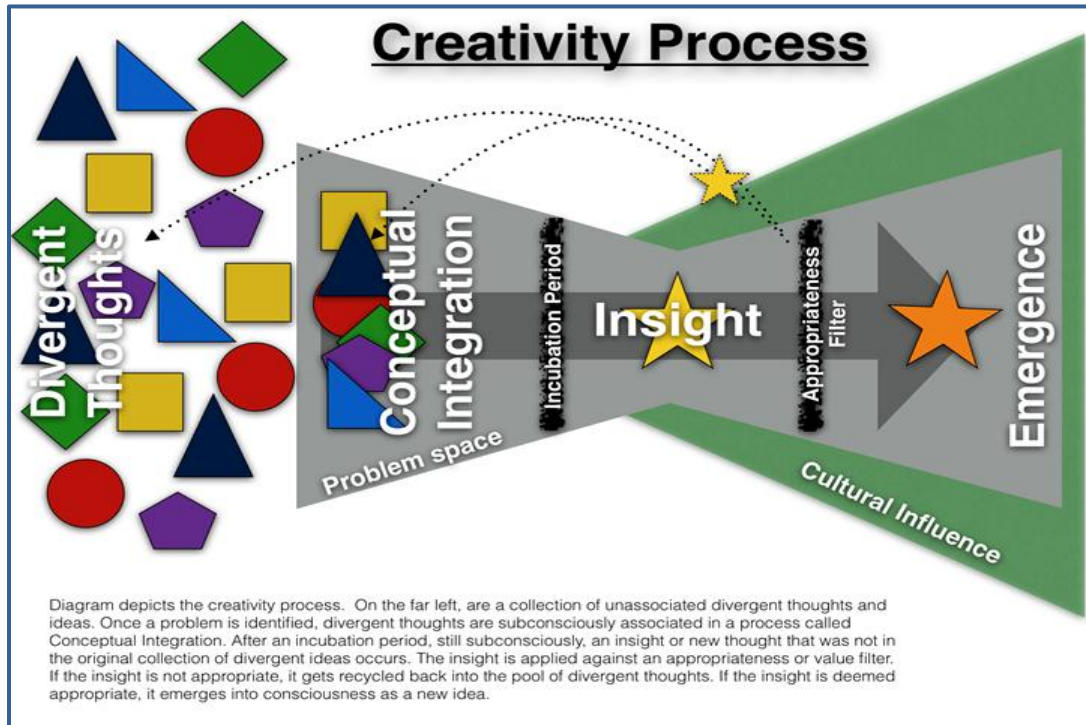 Creativity Process
Divergent
Thoughts
Conceptual
Integration
Problem space
Incubation Period
Insight
Appropriateness
Filter
Emergence
Cultural Influence
Diagram depicts the creativity process.  On the far left, are a collection of unassociated divergent thoughts and
ideas. Once a problem is identified, divergent thoughts are subconsciously associated in a process called
Conceptual Integration. After an incubation period, still subconsciously, an insight or new thought that was not in
the original collection of divergent ideas occurs. The insight is applied against an appropriateness or value filter.
If the insight is not appropriate, it gets recycled back into the pool of divergent thoughts. If the insight is deemed
appropriate, it emerges into consciousness as a new idea.